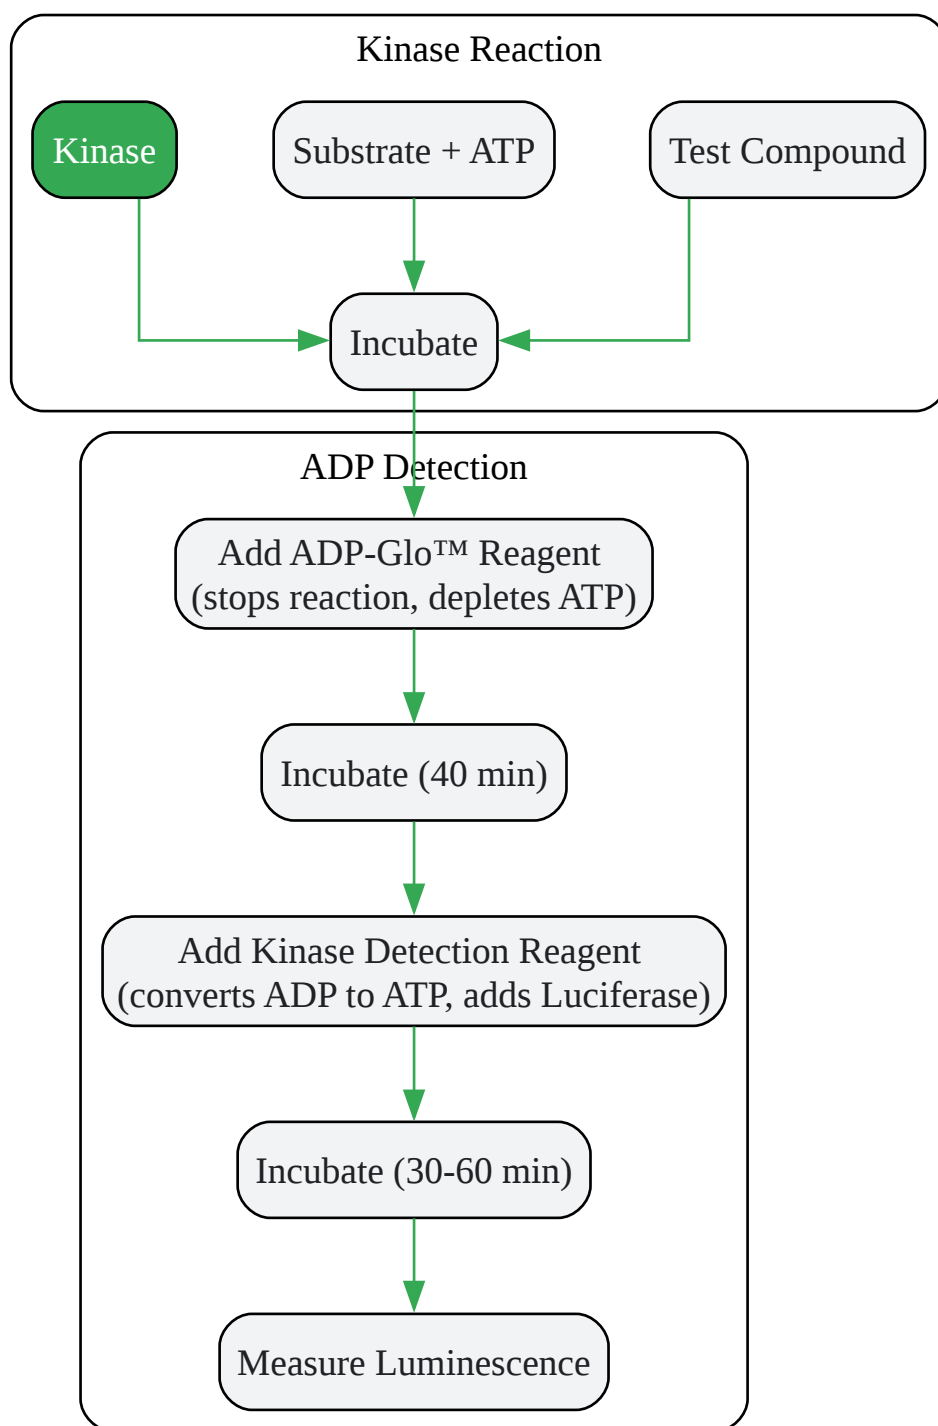 Kinase Reaction
Kinase
Substrate + ATP
Test Compound
Incubate
ADP Detection
Add ADP-Glo™ Reagent
(stops reaction, depletes ATP)
Incubate (40 min)
Add Kinase Detection Reagent
(converts ADP to ATP, adds Luciferase)
Incubate (30-60 min)
Measure Luminescence